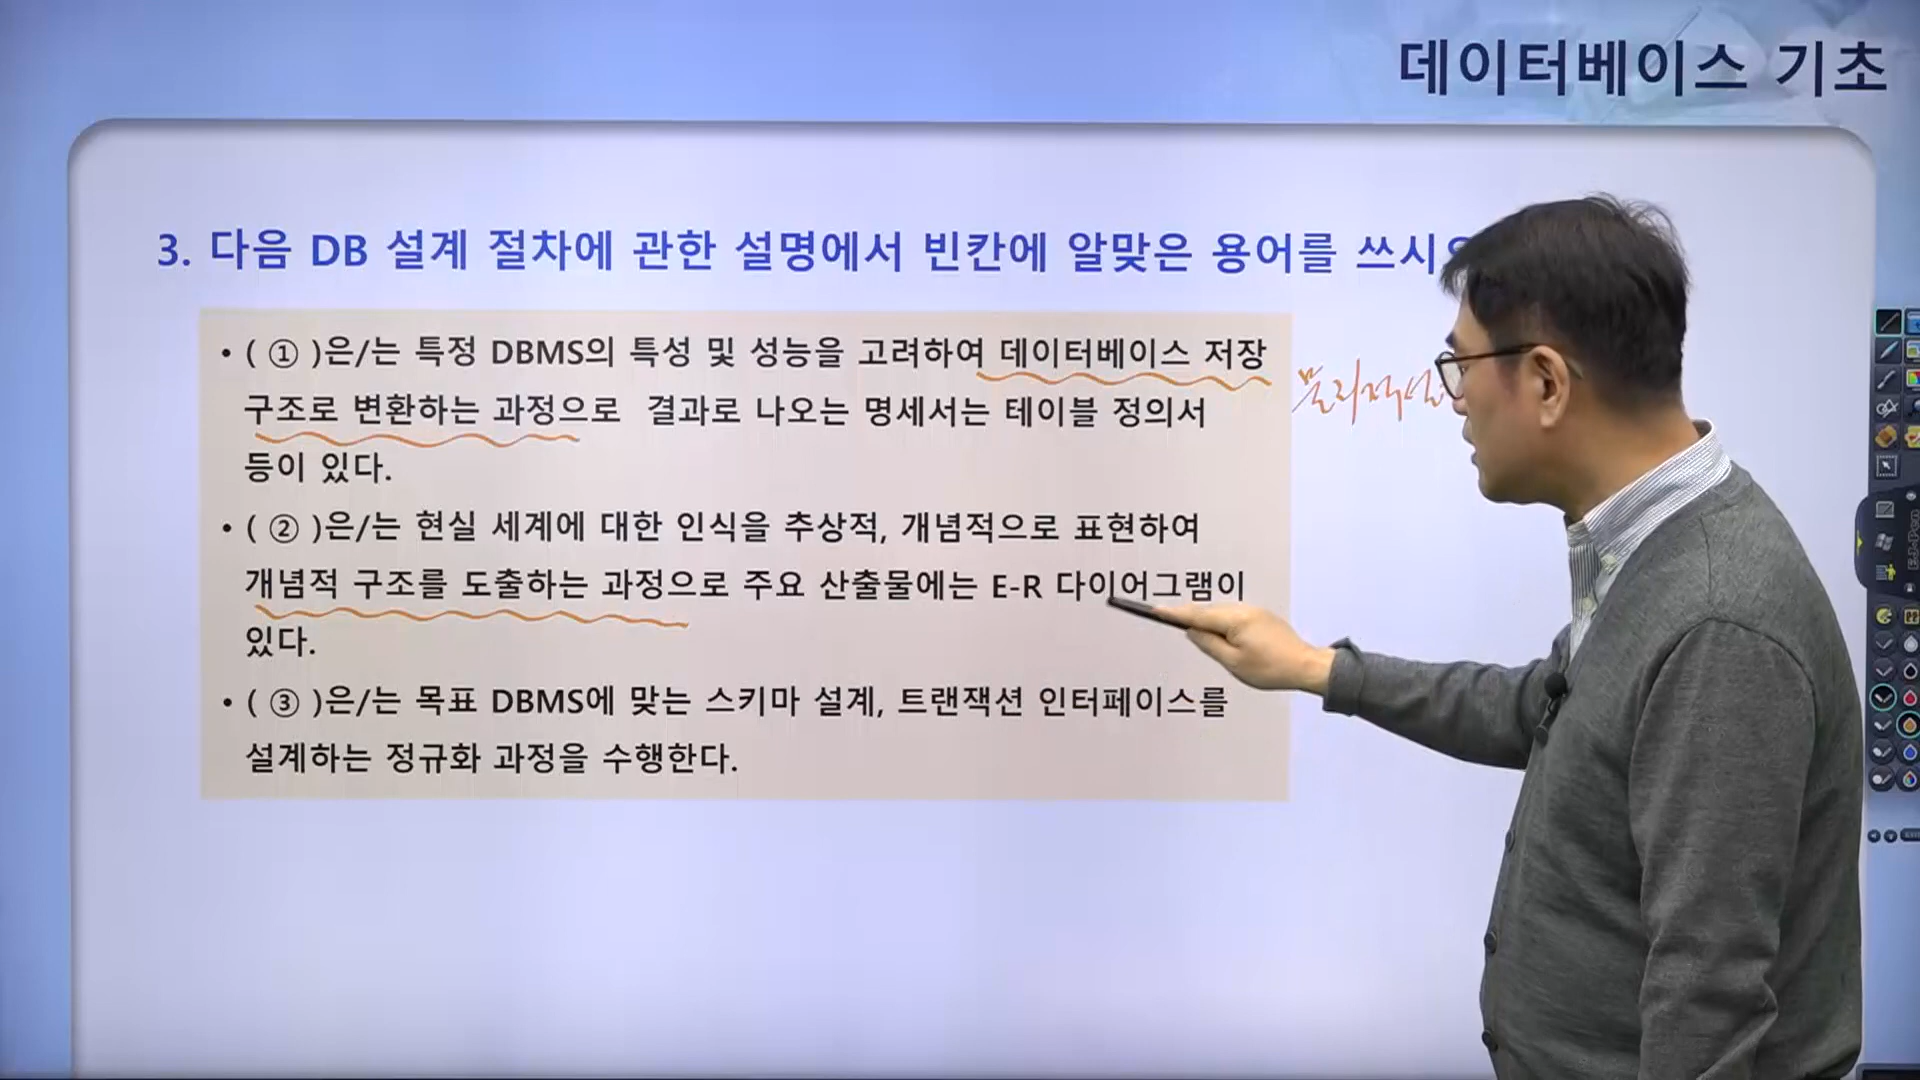 데이터베이스 기초
3. 다음 DB 설계 절차에 관한 설명에서 빈칸에 알맞은 용어를 쓰시
• ( ① )은/는 특정 DBMS의 특성 및 성능을 고려하여 데이터베이스 저장
구조로 변환하는 과정으로 결과로 나오는 명세서는 테이블 정의서
등이 있다.
물리적
• ( ② )은/는 현실 세계에 대한 인식을 추상적, 개념적으로 표현하여
개념적 구조를 도출하는 과정으로 주요 산출물에는 E-R 다이어그램이
있다.
• ( ③ )은/는 목표 DBMS에 맞는 스키마 설계, 트랜잭션 인터페이스를
설계하는 정규화 과정을 수행한다.